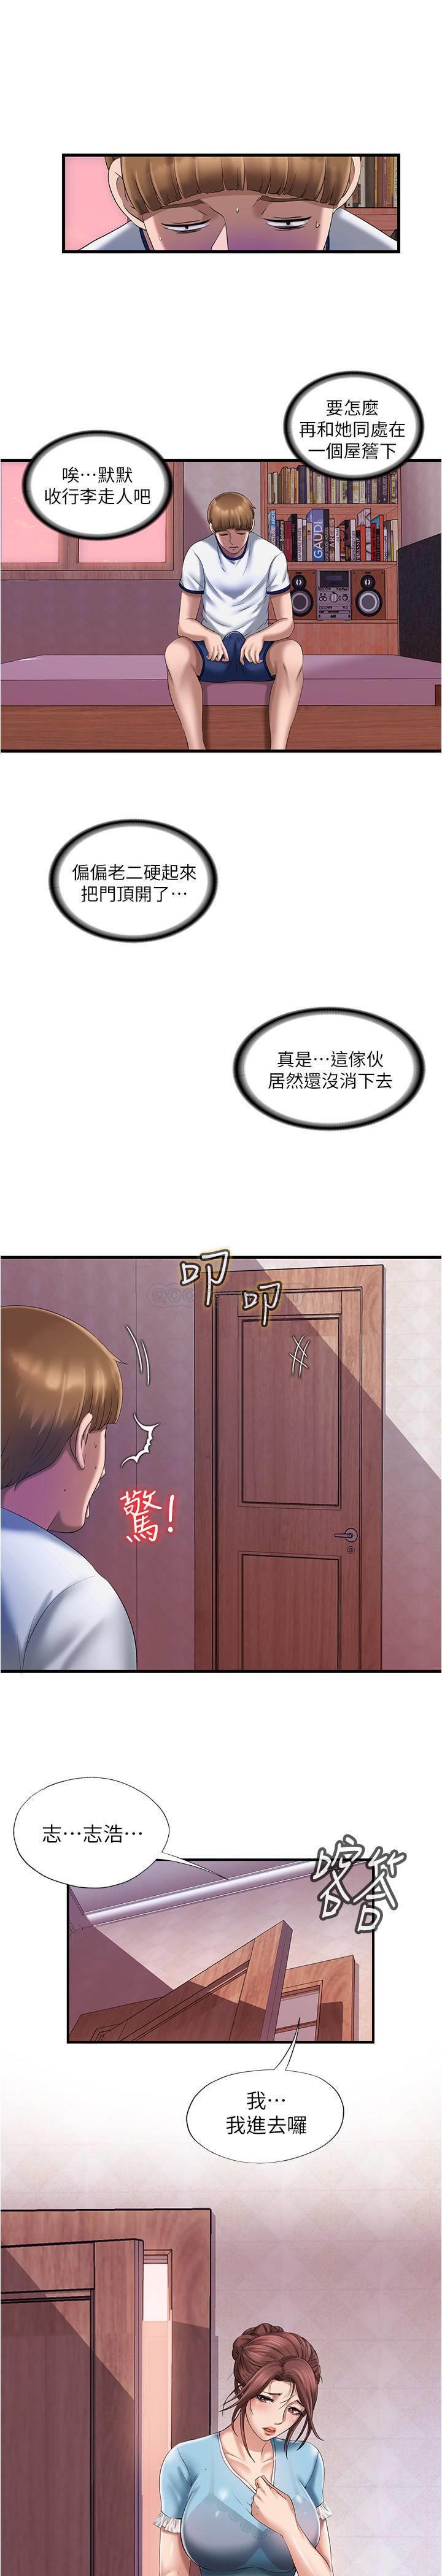 要怎麼
再和她同處在
一個屋簷下
唉…默默
收行李走人吧
GAUDI
偏偏老二硬起來
把門頂開了…
真是…這傢伙
居然還沒消下去
叩
叩
驚!
志…志浩…
喀答
我…
我進去囉